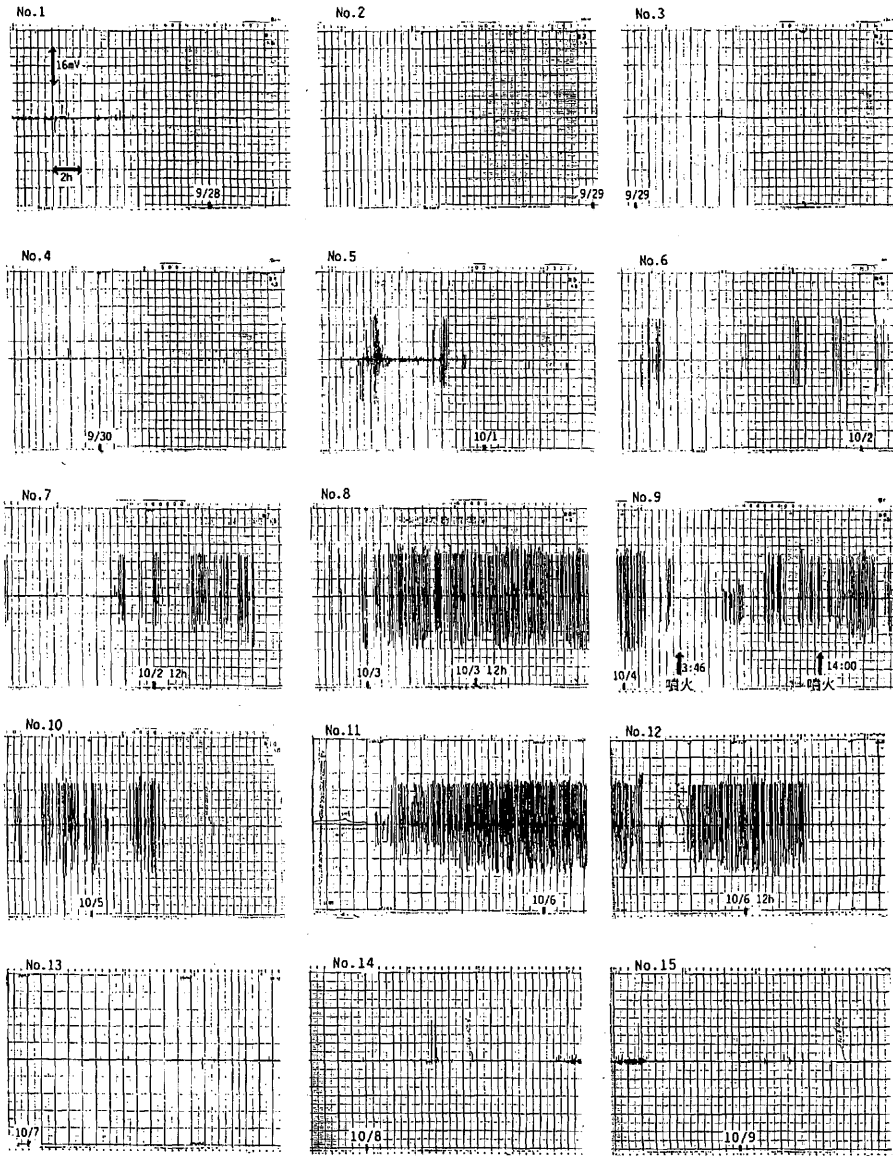 No.1
No.2
No.3
16mV
2h
9/28
9/29
9/29
No.4
No.5
No.6
9/30
10/1
10/2
No.7
No.8
No.9
10/2 12h
10/3
10/3 12h
10/4
3:46
噴火
14:00
噴火
No.10
No.11
No.12
10/5
10/6
10/6 12h
No.13
No.14
No.15
10/7
10/8
10/9